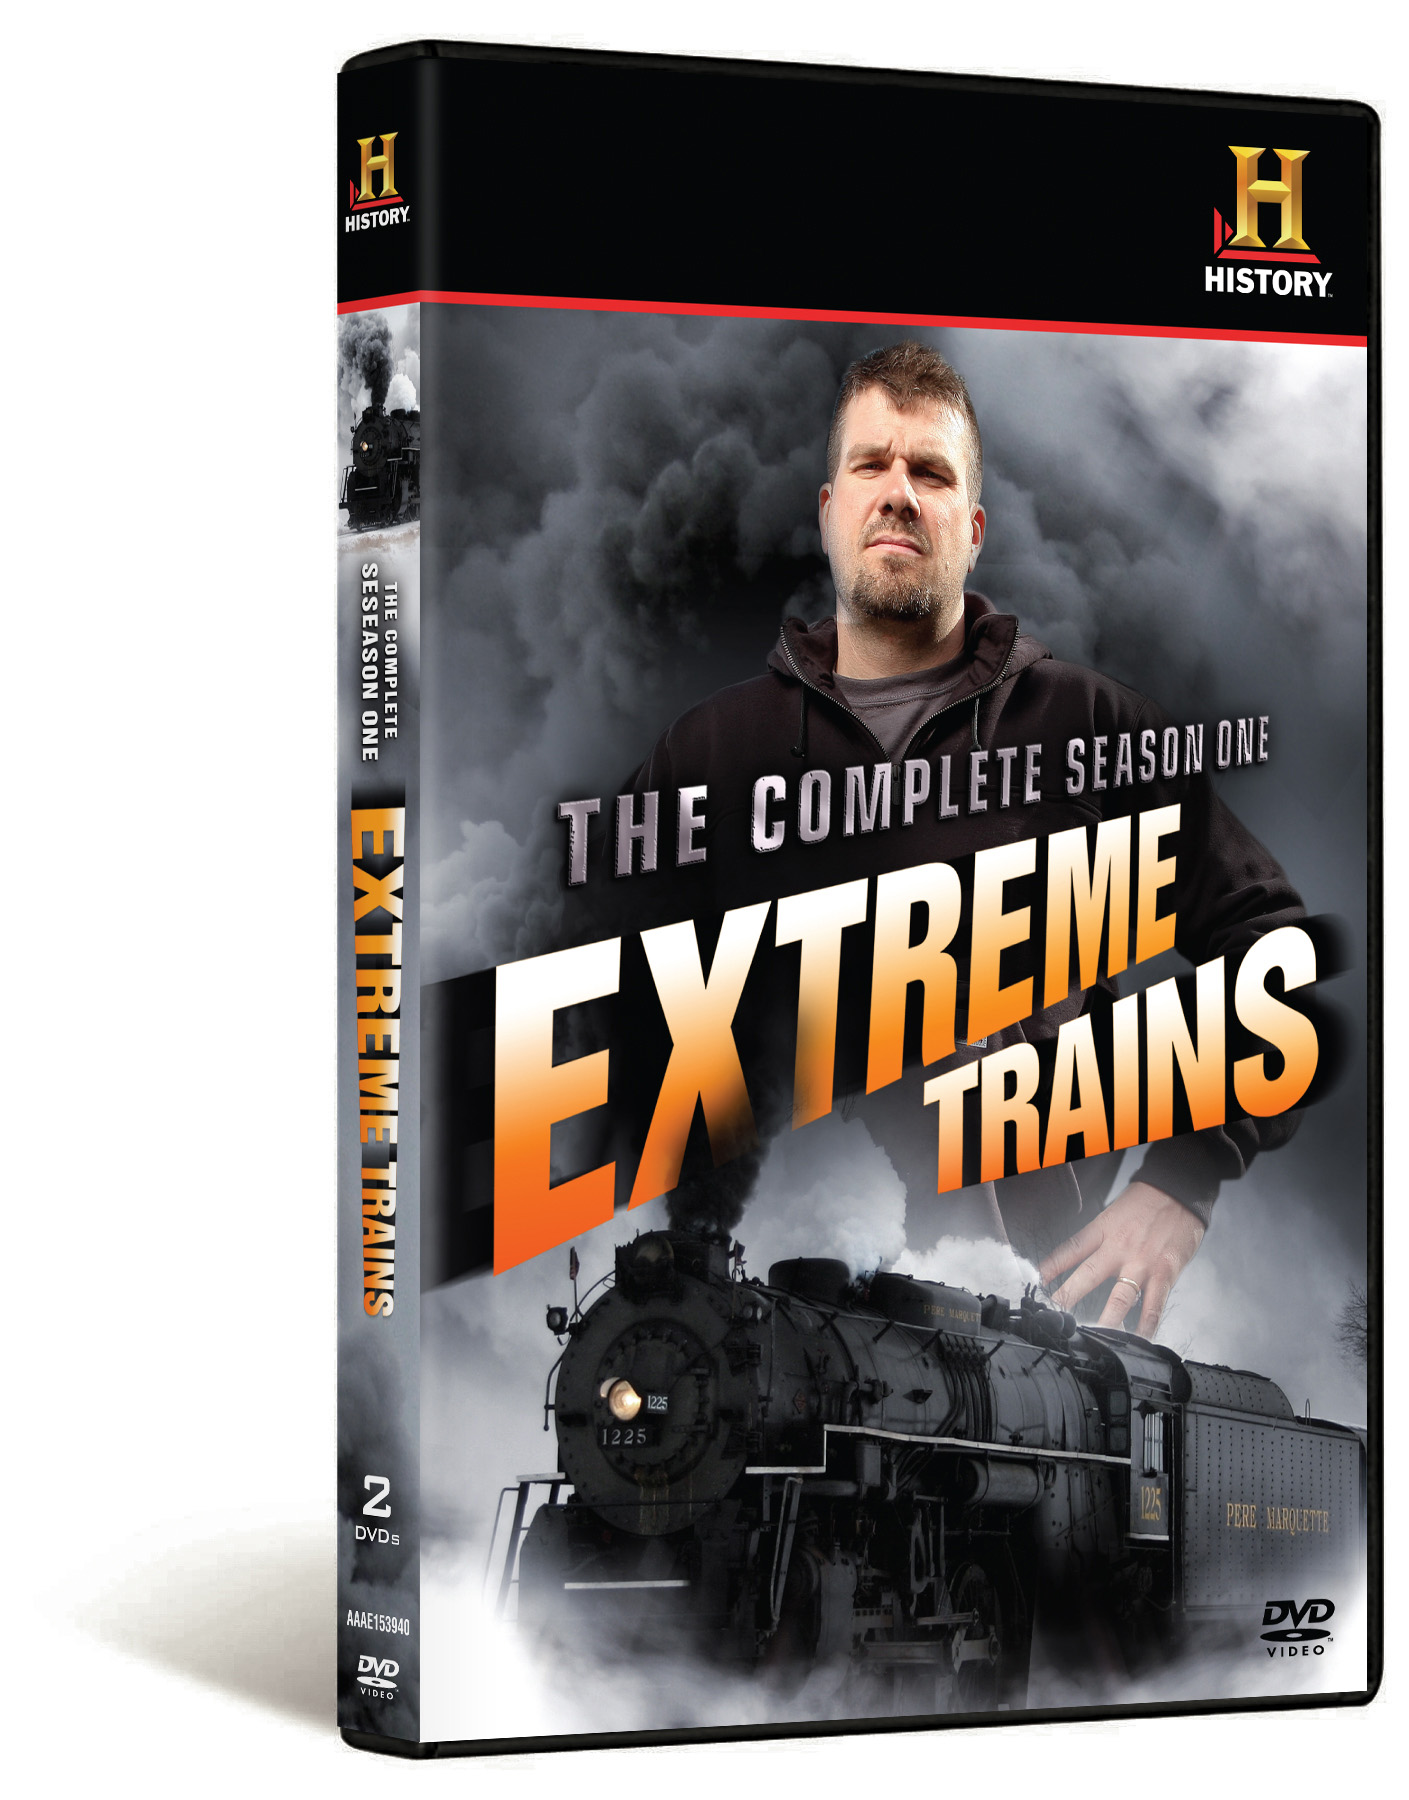 HISTORY
THE COMPLETE
SESEASON ONE
EXTREME TRAINS
2
DVDs
AAAE153940
DVD
VIDEO
H
HISTORY
THE COMPLETE SEASON ONE
EXTREME
TRAINS
PERE MARQUET
1225
1225
1225
PERE MARQUETTE
DVD
VIDEO